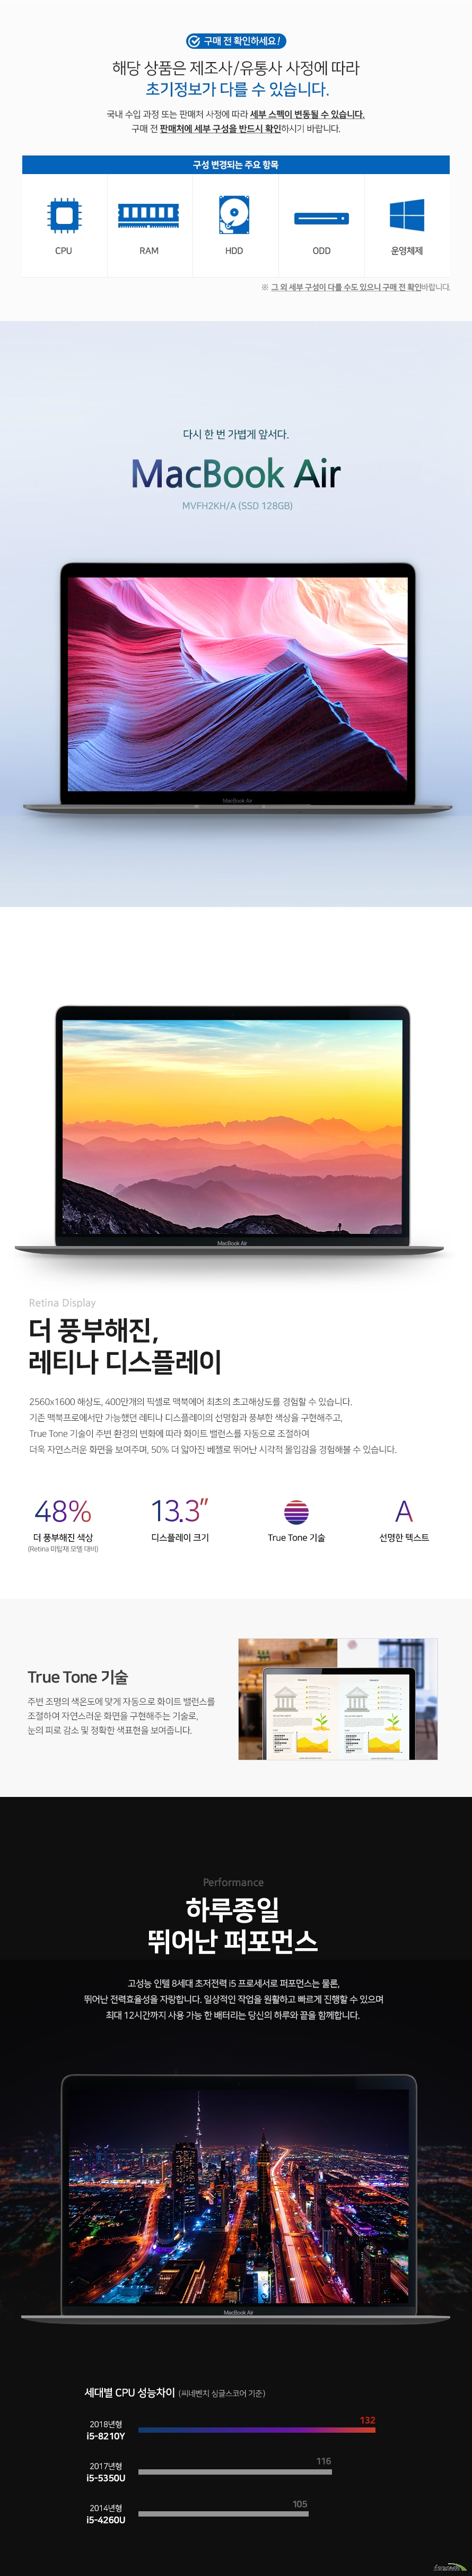 구매 전 확인하세요!
해당 상품은 제조사/유통사 사정에 따라
초기정보가 다를 수 있습니다.
국내 수입 과정 또는 판매처 사정에 따라 세부 스펙이 변동될 수 있습니다.
구매 전 판매처에 세부 구성을 반드시 확인하시기 바랍니다.
구성 변경되는 주요 항목
CPU RAM HDD ODD 운영체제
※ 그 외 세부 구성이 다를 수도 있으니 구매 전 확인바랍니다.
다시 한 번 가볍게 앞서다.
MacBook Air
MVFH2KH/A (SSD 128GB)
MacBook Air
MacBook Air
Retina Display
더 풍부해진,
레티나 디스플레이
2560x1600 해상도, 400만개의 픽셀로 맥북에어 최초의 초고해상도를 경험할 수 있습니다.
기존 맥북프로에서만 가능했던 레티나 디스플레이의 선명함과 풍부한 색상을 구현해주고,
True Tone 기술이 주변 환경의 변화에 따라 화이트 밸런스를 자동으로 조절하여
더욱 자연스러운 화면을 보여주며, 50% 더 얇아진 베젤로 뛰어난 시각적 몰입감을 경험해볼 수 있습니다.
48% 13.3” A
더 풍부해진 색상 디스플레이 크기 True Tone 기술 선명한 텍스트
(Retina 미탑재 모델 대비)
True Tone 기술
주변 조명의 색온도에 맞게 자동으로 화이트 밸런스를
조절하여 자연스러운 화면을 구현해주는 기술로,
눈의 피로 감소 및 정확한 색표현을 보여줍니다.
Performance
하루종일
뛰어난 퍼포먼스
고성능 인텔 8세대 초저전력 i5 프로세서로 퍼포먼스는 물론,
뛰어난 전력효율성을 자랑합니다. 일상적인 작업을 원활하고 빠르게 진행할 수 있으며
최대 12시간까지 사용 가능 한 배터리는 당신의 하루와 끝을 함께합니다.
MacBook Air
세대별 CPU 성능차이 (씨네벤치 싱글스코어 기준)
2018년형
i5-8210Y
132
2017년형
i5-5350U
116
2014년형
i5-4260U
105